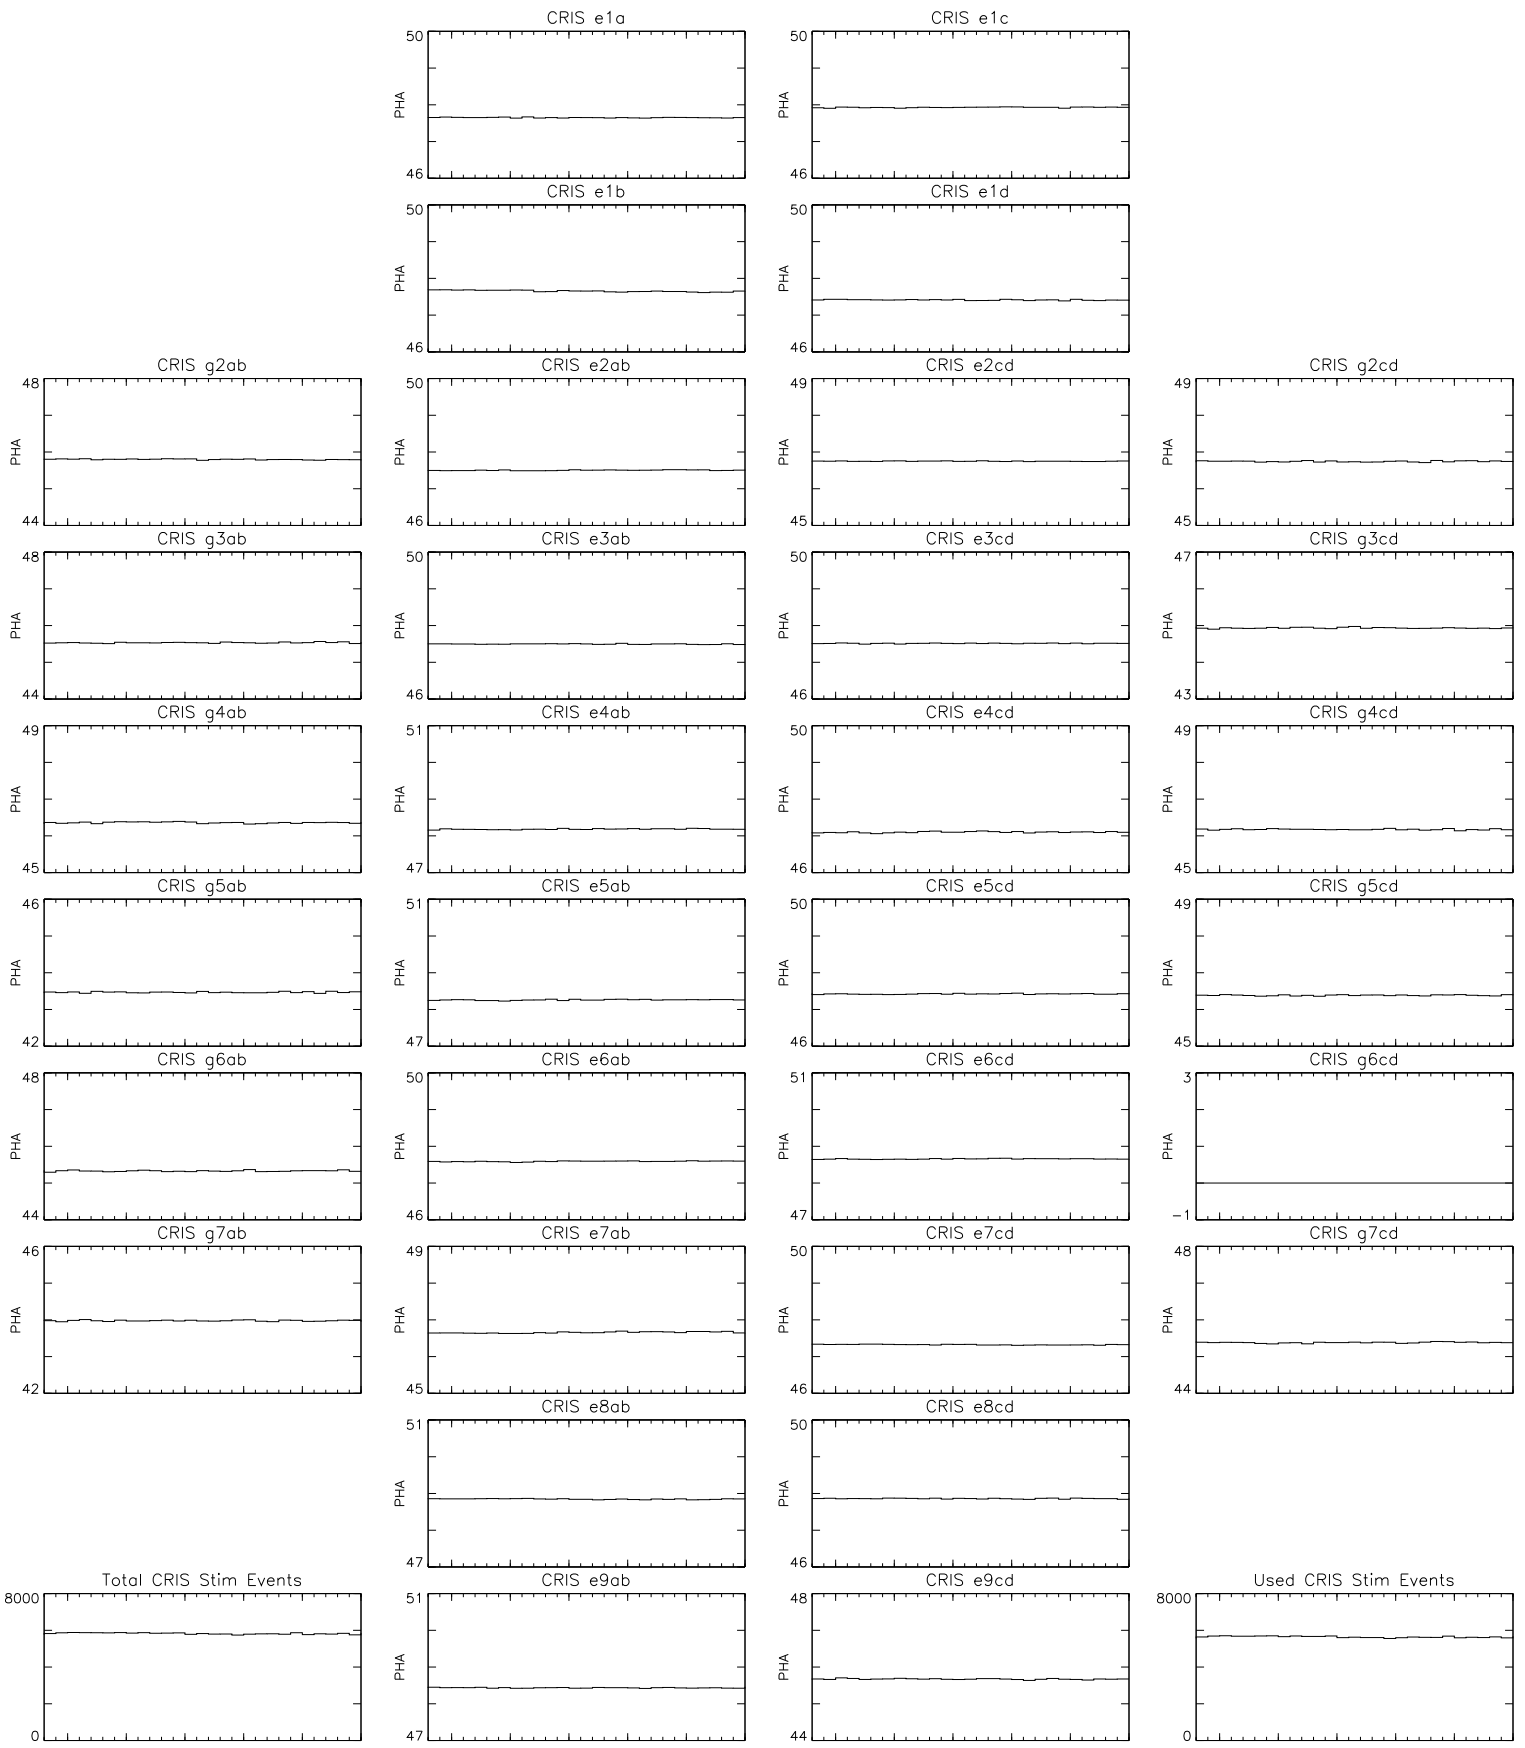 CRIS e1a
CRIS e1c
50
PHA
46
50
PHA
46
CRIS e1b
CRIS e1d
50
PHA
46
50
PHA
46
CRIS g2ab
CRIS e2ab
CRIS e2cd
CRIS g2cd
48
PHA
44
50
PHA
46
49
PHA
45
49
PHA
45
CRIS g3ab
CRIS e3ab
CRIS e3cd
CRIS g3cd
48
PHA
44
50
PHA
46
50
PHA
46
47
PHA
43
CRIS g4ab
CRIS e4ab
CRIS e4cd
CRIS g4cd
49
PHA
45
51
PHA
47
50
PHA
46
49
PHA
45
CRIS g5ab
CRIS e5ab
CRIS e5cd
CRIS g5cd
46
PHA
42
51
PHA
47
50
PHA
46
49
PHA
45
CRIS g6ab
CRIS e6ab
CRIS e6cd
CRIS g6cd
48
PHA
44
50
PHA
46
51
PHA
47
3
PHA
-1
CRIS g7ab
CRIS e7ab
CRIS e7cd
CRIS g7cd
46
PHA
42
49
PHA
45
50
PHA
46
48
PHA
44
CRIS e8ab
CRIS e8cd
51
PHA
47
50
PHA
46
Total CRIS Stim Events
CRIS e9ab
CRIS e9cd
Used CRIS Stim Events
8000
0
51
PHA
47
48
PHA
44
8000
0